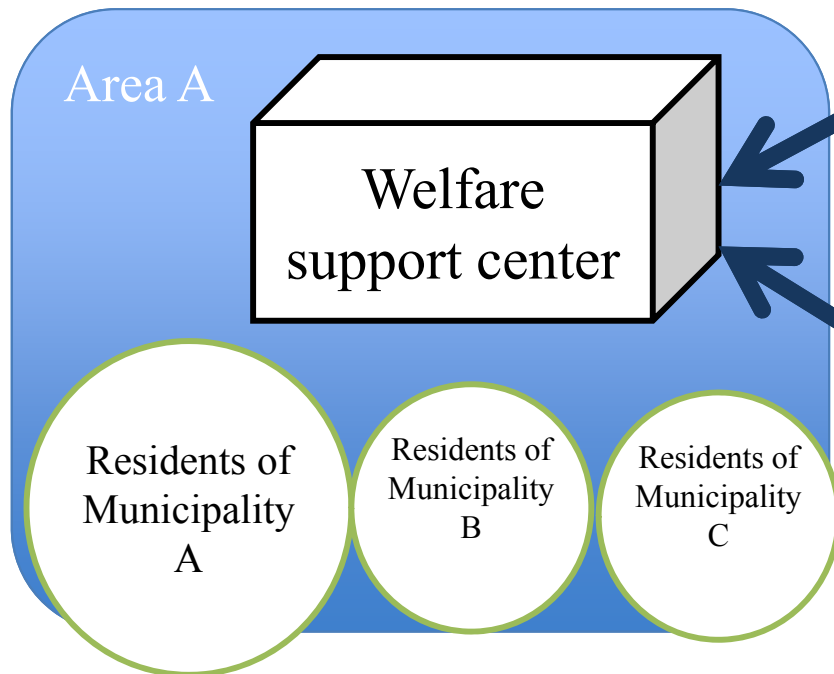 Area A
Welfare
support center
Residents of
Municipality
A
Residents of
Municipality
B
Residents of
Municipality
C